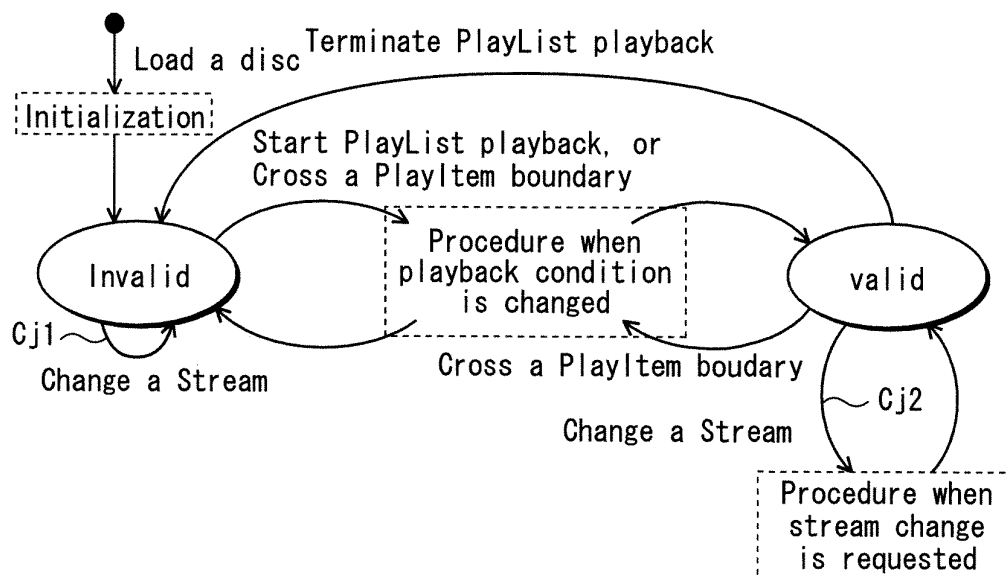 Terminate PlayList playback
Load a disc
Initialization
Start PlayList playback, or
Cross a PlayItem boundary
Procedure when
playback condition
is changed
Invalid
valid
Cj1
Change a Stream
Cross a PlayItem boudary
Cj2
Change a Stream
Procedure when
stream change
is requested